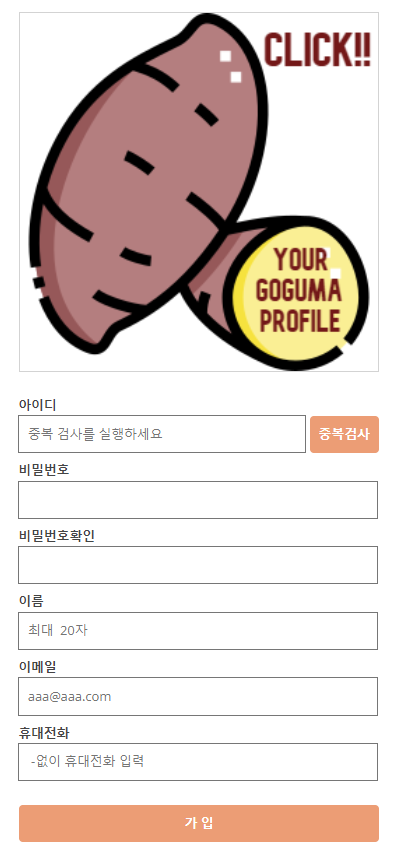 CLICK!!
YOUR
GOGUMA
PROFILE
아이디
중복 검사를 실행하세요
중복검사
비밀번호
비밀번호확인
이름
최대 20자
이메일
aaa@aaa.com
휴대전화
-없이 휴대전화 입력
가 입